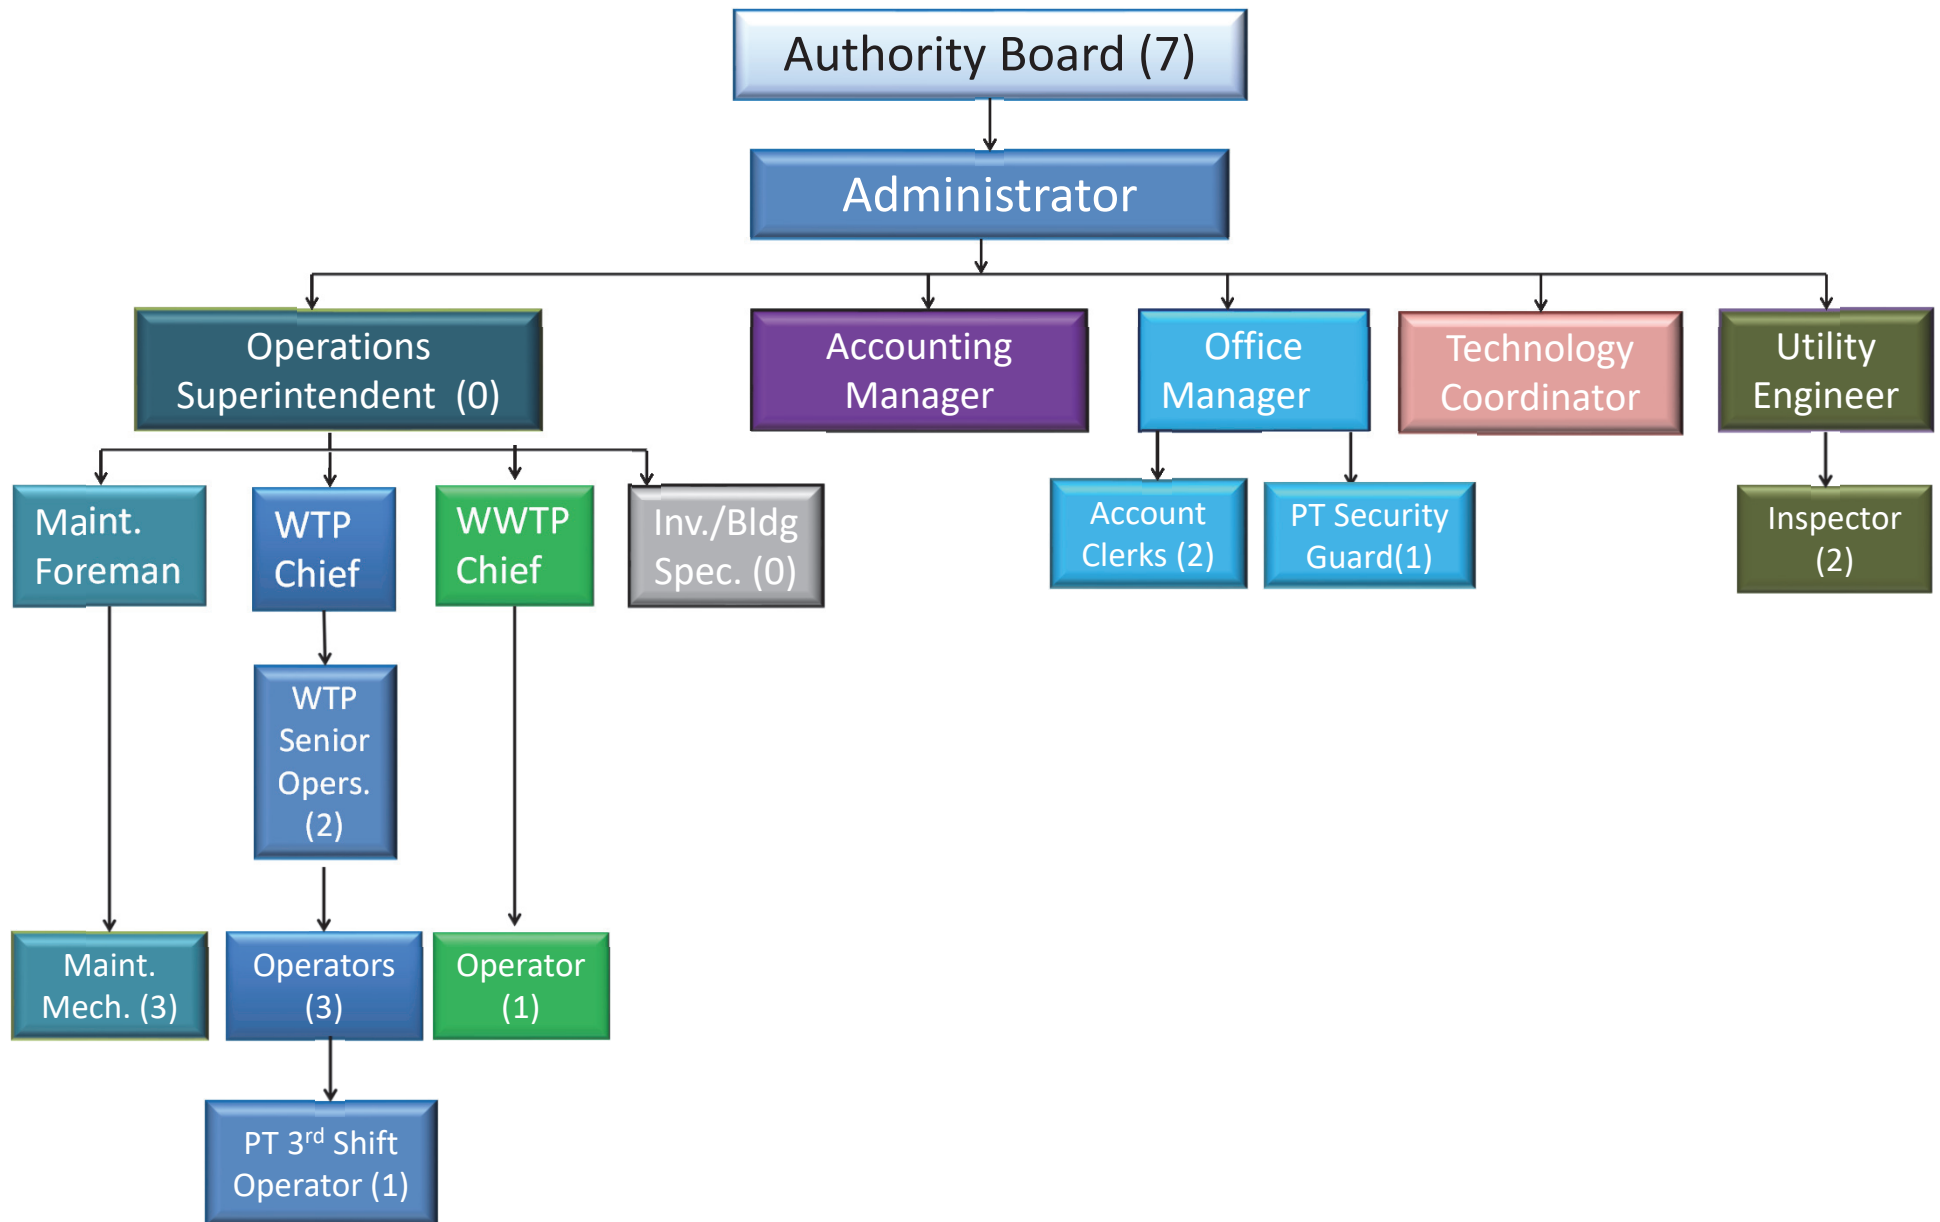 Authority Board (7)
Administrator
Operations
Superintendent  (0)
Accounting
Manager
Office
Manager
Technology
Coordinator
Utility
Engineer
Maint.
Foreman
WTP
Chief
WWTP
Chief
Inv./Bldg
Spec. (0)
Account
Clerks (2)
PT Security
Guard(1)
Inspector
(2)
WTP
Senior
Opers.
(2)
Maint.
Mech. (3)
Operators
(3)
Operator
(1)
PT 3rd Shift
Operator (1)